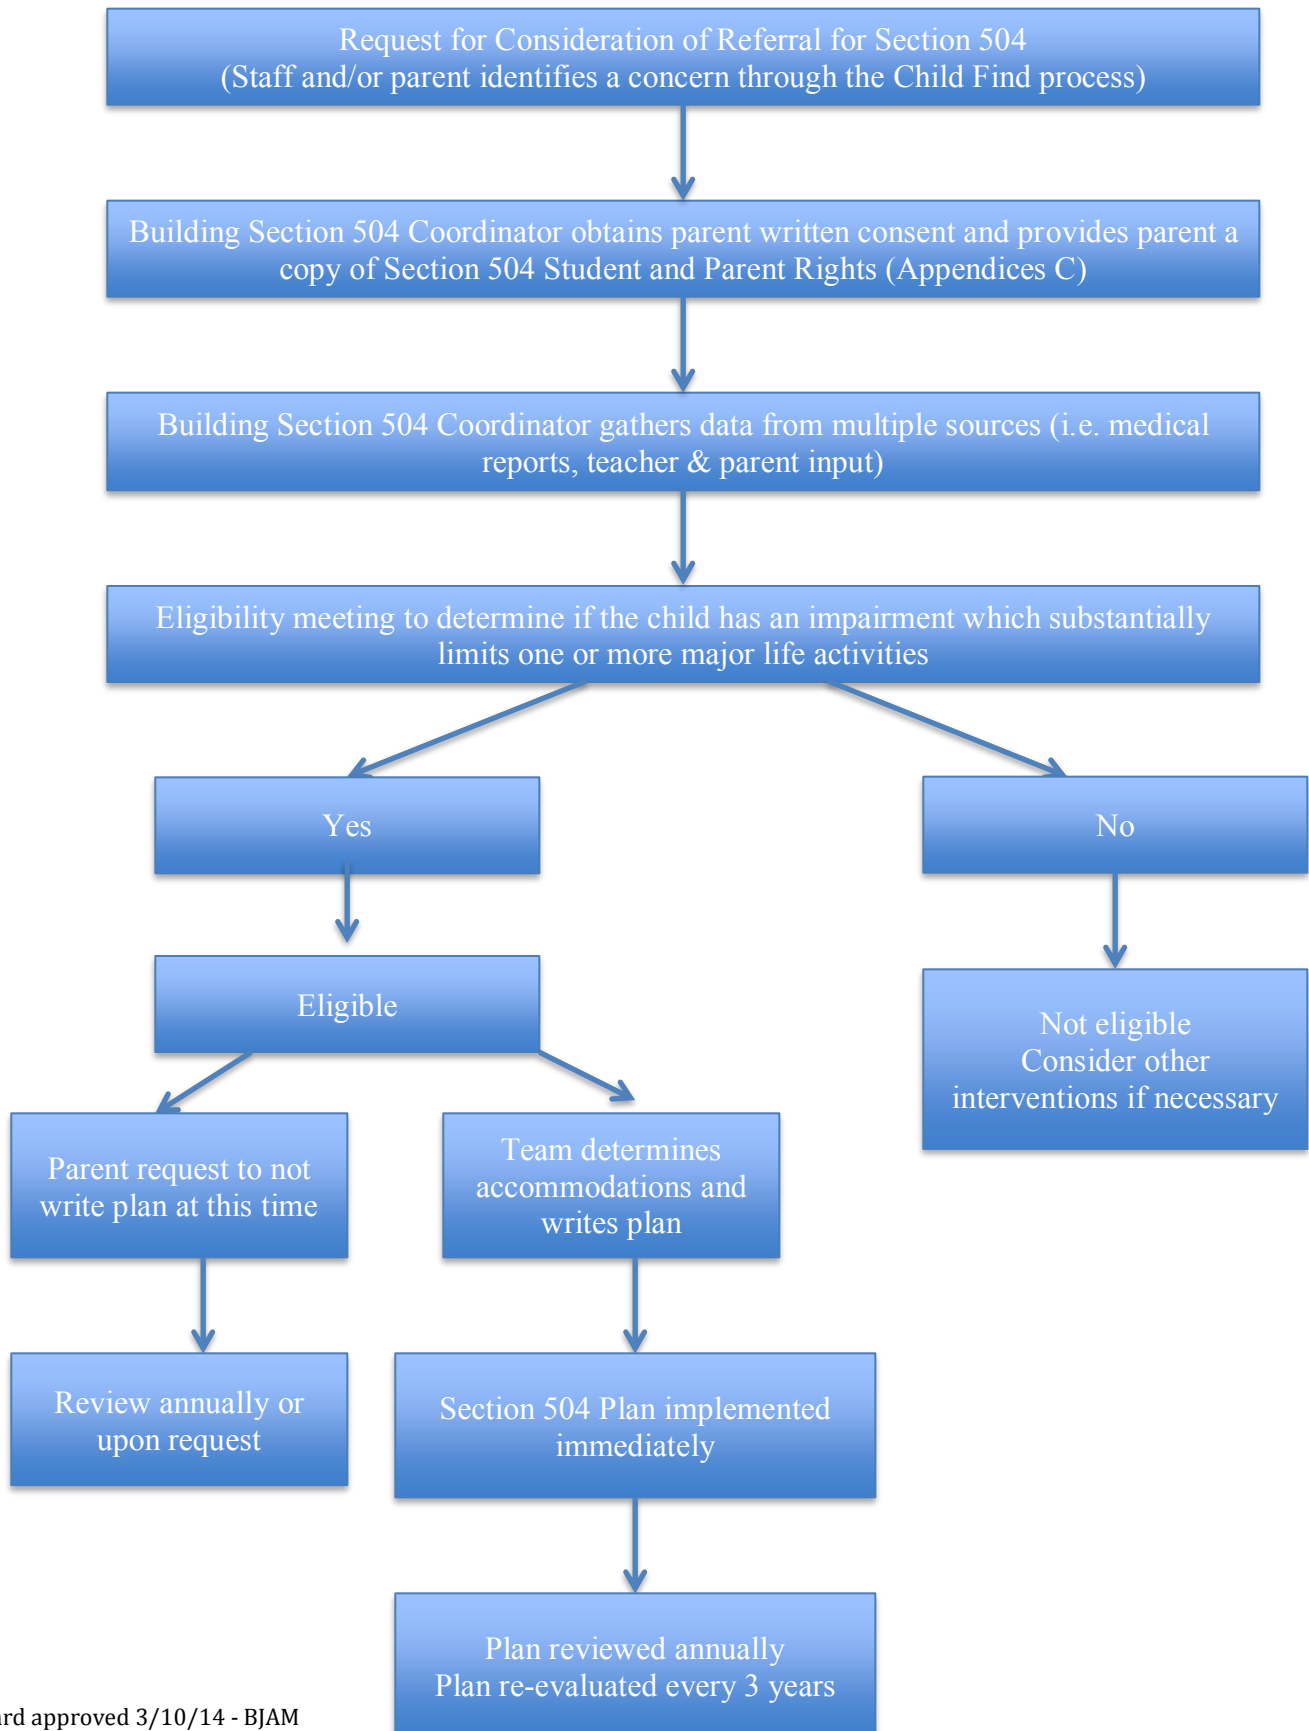 Request for Consideration of Referral for Section 504
(Staff and/or parent identifies a concern through the Child Find process)
Building Section 504 Coordinator obtains parent written consent and provides parent a
copy of Section 504 Student and Parent Rights (Appendices C)
Building Section 504 Coordinator gathers data from multiple sources (i.e. medical
reports, teacher & parent input)
Eligibility meeting to determine if the child has an impairment which substantially
limits one or more major life activities
Yes
No
Eligible
Not eligible
Consider other
interventions if necessary
Parent request to not
write plan at this time
Team determines
accommodations and
writes plan
Review annually or
upon request
Section 504 Plan implemented
immediately
Plan reviewed annually
Plan re-evaluated every 3 years
approved 3/10/14 - BJAM